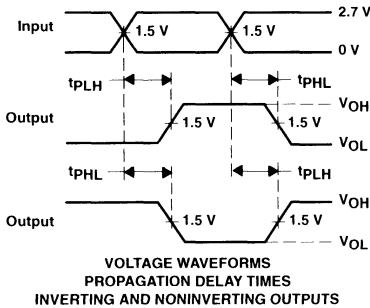 2.7 V
Input 1.5 V 1.5 V
0 V
tPLH tPHL
VOH
Output 1.5 V 1.5 V
VOL
tPHL tPLH
VOH
Output 1.5 V 1.5 V
VOL
VOLTAGE WAVEFORMS
PROPAGATION DELAY TIMES
INVERTING AND NONINVERTING OUTPUTS